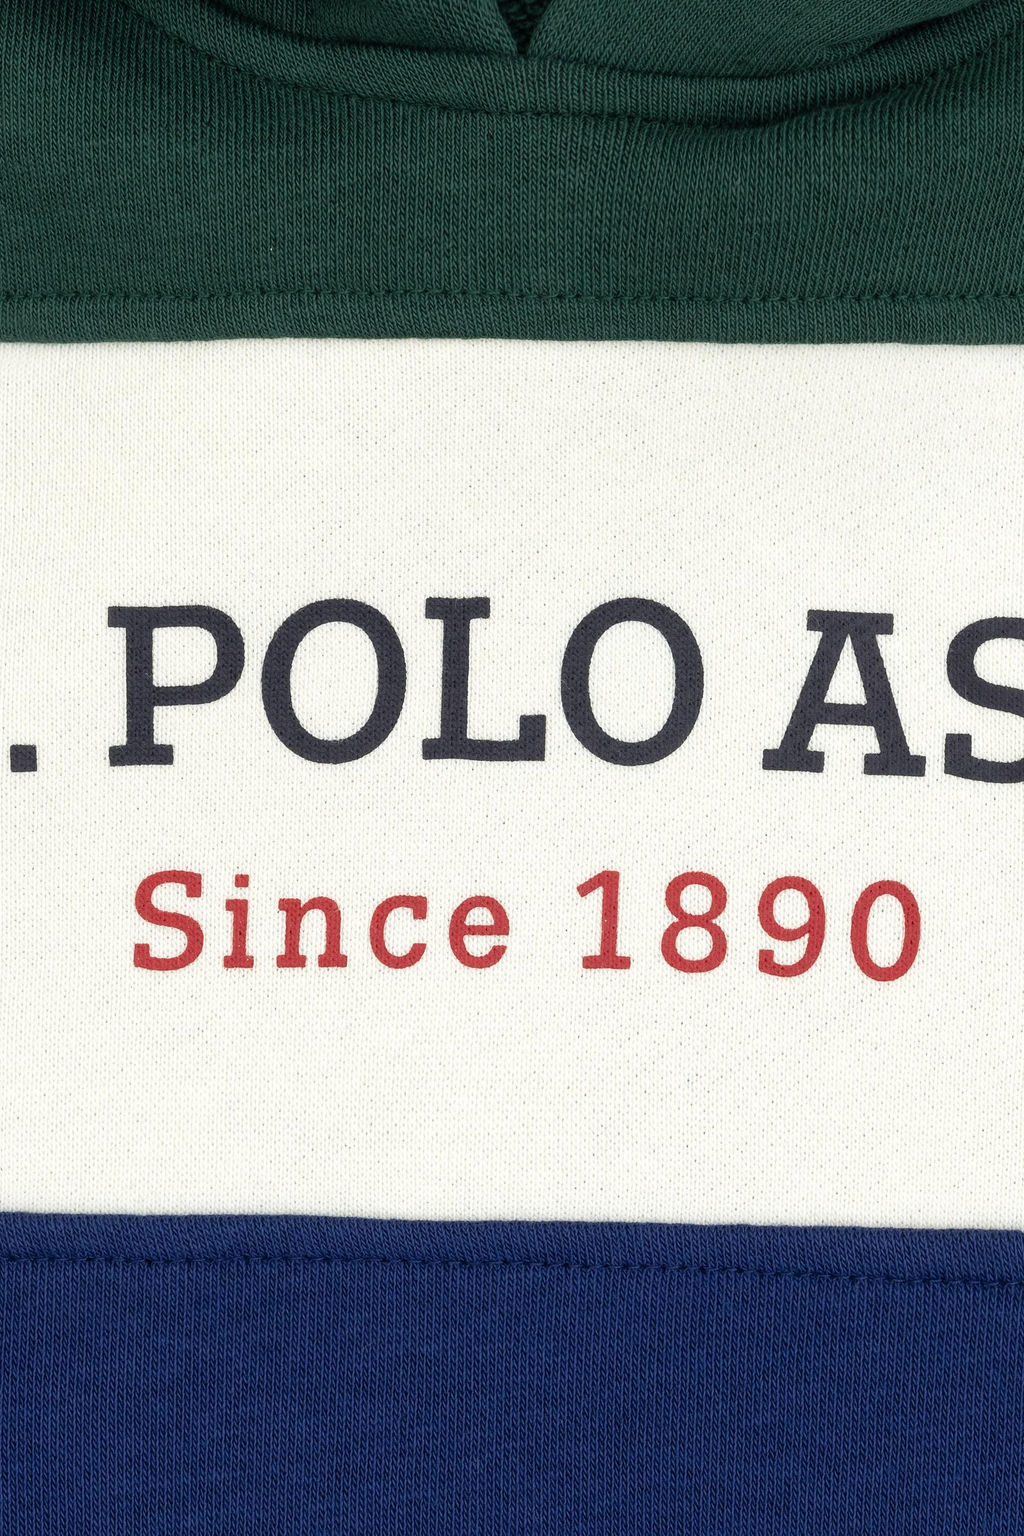 . POLO AS
Since 1890